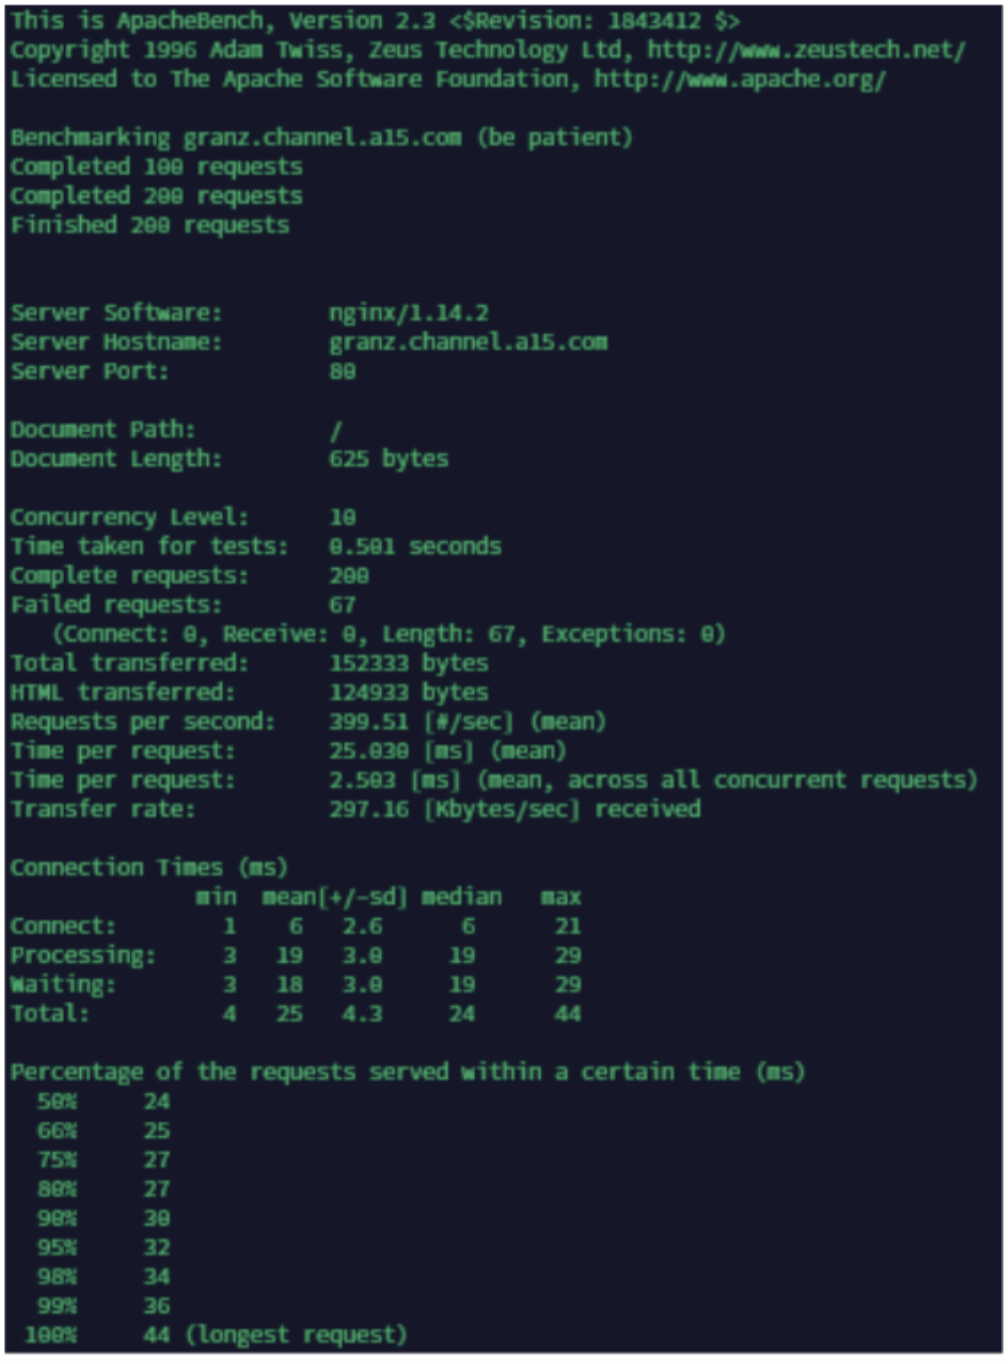 This is ApacheBench, Version 2.3 <$Revision: 1843412 $>
Copyright 1996 Adam Twiss, Zeus Technology Ltd, http://www.zeustech.net/
Licensed to The Apache Software Foundation, http://www.apache.org/

Benchmarking granz.channel.a15.com (be patient)
Completed 100 requests
Completed 200 requests
Finished 200 requests

Server Software:        nginx/1.14.2
Server Hostname:        granz.channel.a15.com
Server Port:            80

Document Path:          /
Document Length:        625 bytes

Concurrency Level:      10
Time taken for tests:   0.501 seconds
Complete requests:      200
Failed requests:        67
   (Connect: 0, Receive: 0, Length: 67, Exceptions: 0)
Total transferred:      152333 bytes
HTML transferred:       124933 bytes
Requests per second:    399.51 [#/sec] (mean)
Time per request:       25.030 [ms] (mean)
Time per request:       2.503 [ms] (mean, across all concurrent requests)
Transfer rate:          297.16 [Kbytes/sec] received

Connection Times (ms)
              min  mean[+/-sd] median   max
Connect:        1    6   2.6      6      21
Processing:     3   19   3.0     19      29
Waiting:        3   18   3.0     19      29
Total:          4   25   4.3     24      44

Percentage of the requests served within a certain time (ms)
  50%     24
  66%     25
  75%     27
  80%     27
  90%     30
  95%     32
  98%     34
  99%     36
 100%     44 (longest request)